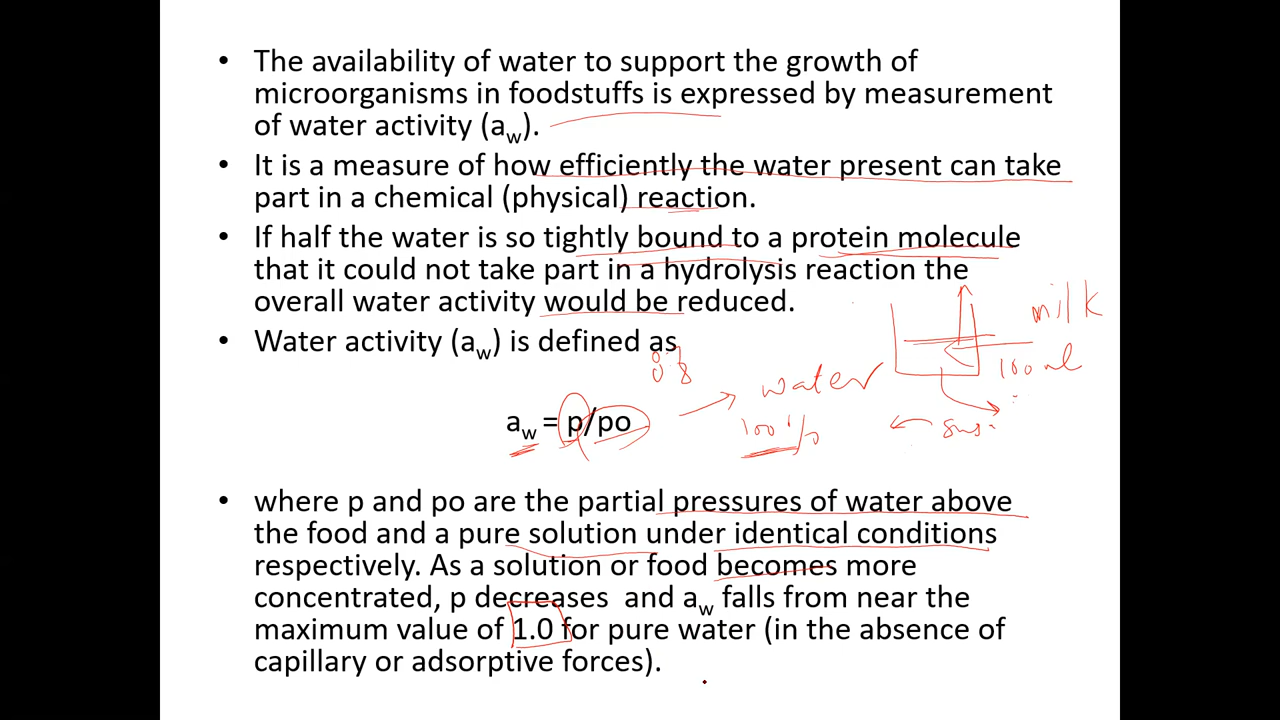 • The availability of water to support the growth of
microorganisms in foodstuffs is expressed by measurement
of water activity (aw).
• It is a measure of how efficiently the water present can take
part in a chemical (physical) reaction.
• If half the water is so tightly bound to a protein molecule
that it could not take part in a hydrolysis reaction the
overall water activity would be reduced.
milk
• Water activity (aw) is defined as
100 ml
water
aw = p/po
100 %
• where p and po are the partial pressures of water above
the food and a pure solution under identical conditions
respectively. As a solution or food becomes more
concentrated, p decreases and aw falls from near the
maximum value of 1.0 for pure water (in the absence of
capillary or adsorptive forces).